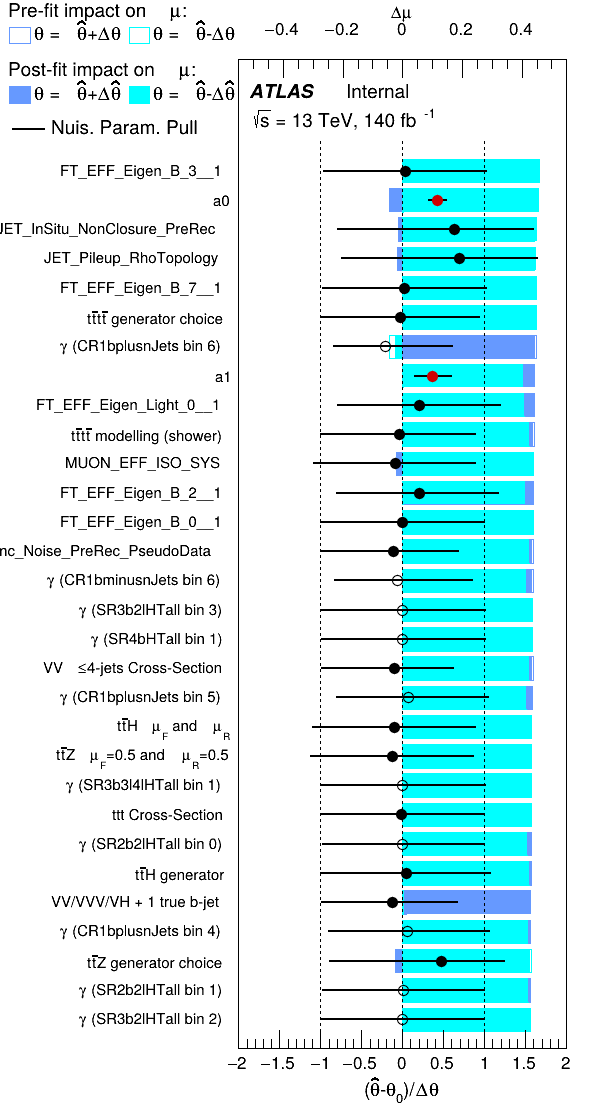 Pre-fit impact on μ:
θ = θ̂+Δθ θ = θ̂-Δθ
Post-fit impact on μ:
θ = θ̂+Δθ̂ θ = θ̂-Δθ̂
Nuis. Param. Pull
Δμ
−0.4 −0.2 0 0.2 0.4
ATLAS Internal
√s = 13 TeV, 140 fb⁻¹
FT_EFF_Eigen_B_3__1
a0
JET_InSitu_NonClosure_PreRec
JET_Pileup_RhoTopology
FT_EFF_Eigen_B_7__1
tt̄tt̄ generator choice
γ (CR1bplusnJets bin 6)
a1
FT_EFF_Eigen_Light_0__1
tt̄tt̄ modelling (shower)
MUON_EFF_ISO_SYS
FT_EFF_Eigen_B_2__1
FT_EFF_Eigen_B_0__1
nc_Noise_PreRec_PseudoData
γ (CR1bminusnJets bin 6)
γ (SR3b2lHTall bin 3)
γ (SR4bHTall bin 1)
VV ≤4-jets Cross-Section
γ (CR1bplusnJets bin 5)
tt̄H μ_F and μ_R
tt̄Z μ_F=0.5 and μ_R=0.5
γ (SR3b3l4lHTall bin 1)
ttt Cross-Section
γ (SR2b2lHTall bin 0)
tt̄H generator
VV/VVV/VH + 1 true b-jet
γ (CR1bplusnJets bin 4)
tt̄Z generator choice
γ (SR2b2lHTall bin 1)
γ (SR3b2lHTall bin 2)
−2 −1.5 −1 −0.5 0 0.5 1 1.5 2
(θ̂-θ₀)/Δθ